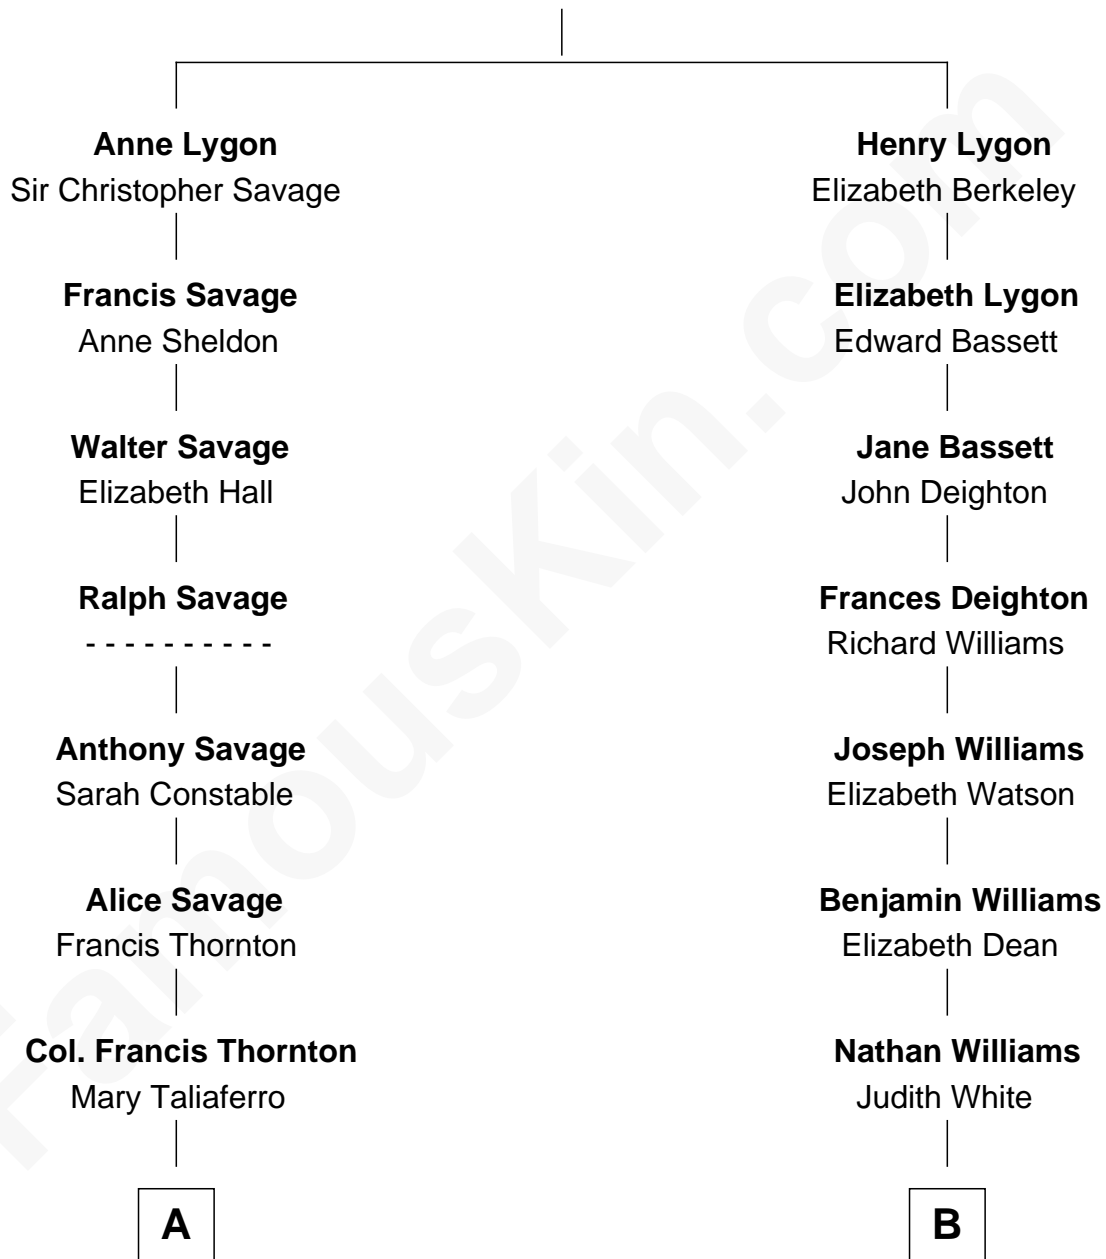 Anne Lygon
Sir Christopher Savage
Henry Lygon
Elizabeth Berkeley
Francis Savage
Anne Sheldon
Elizabeth Lygon
Edward Bassett
Walter Savage
Elizabeth Hall
Jane Bassett
John Deighton
Ralph Savage
- - - - - - - - - -
Frances Deighton
Richard Williams
Anthony Savage
Sarah Constable
Joseph Williams
Elizabeth Watson
Alice Savage
Francis Thornton
Benjamin Williams
Elizabeth Dean
Col. Francis Thornton
Mary Taliaferro
Nathan Williams
Judith White
A
B
FamousKin.com